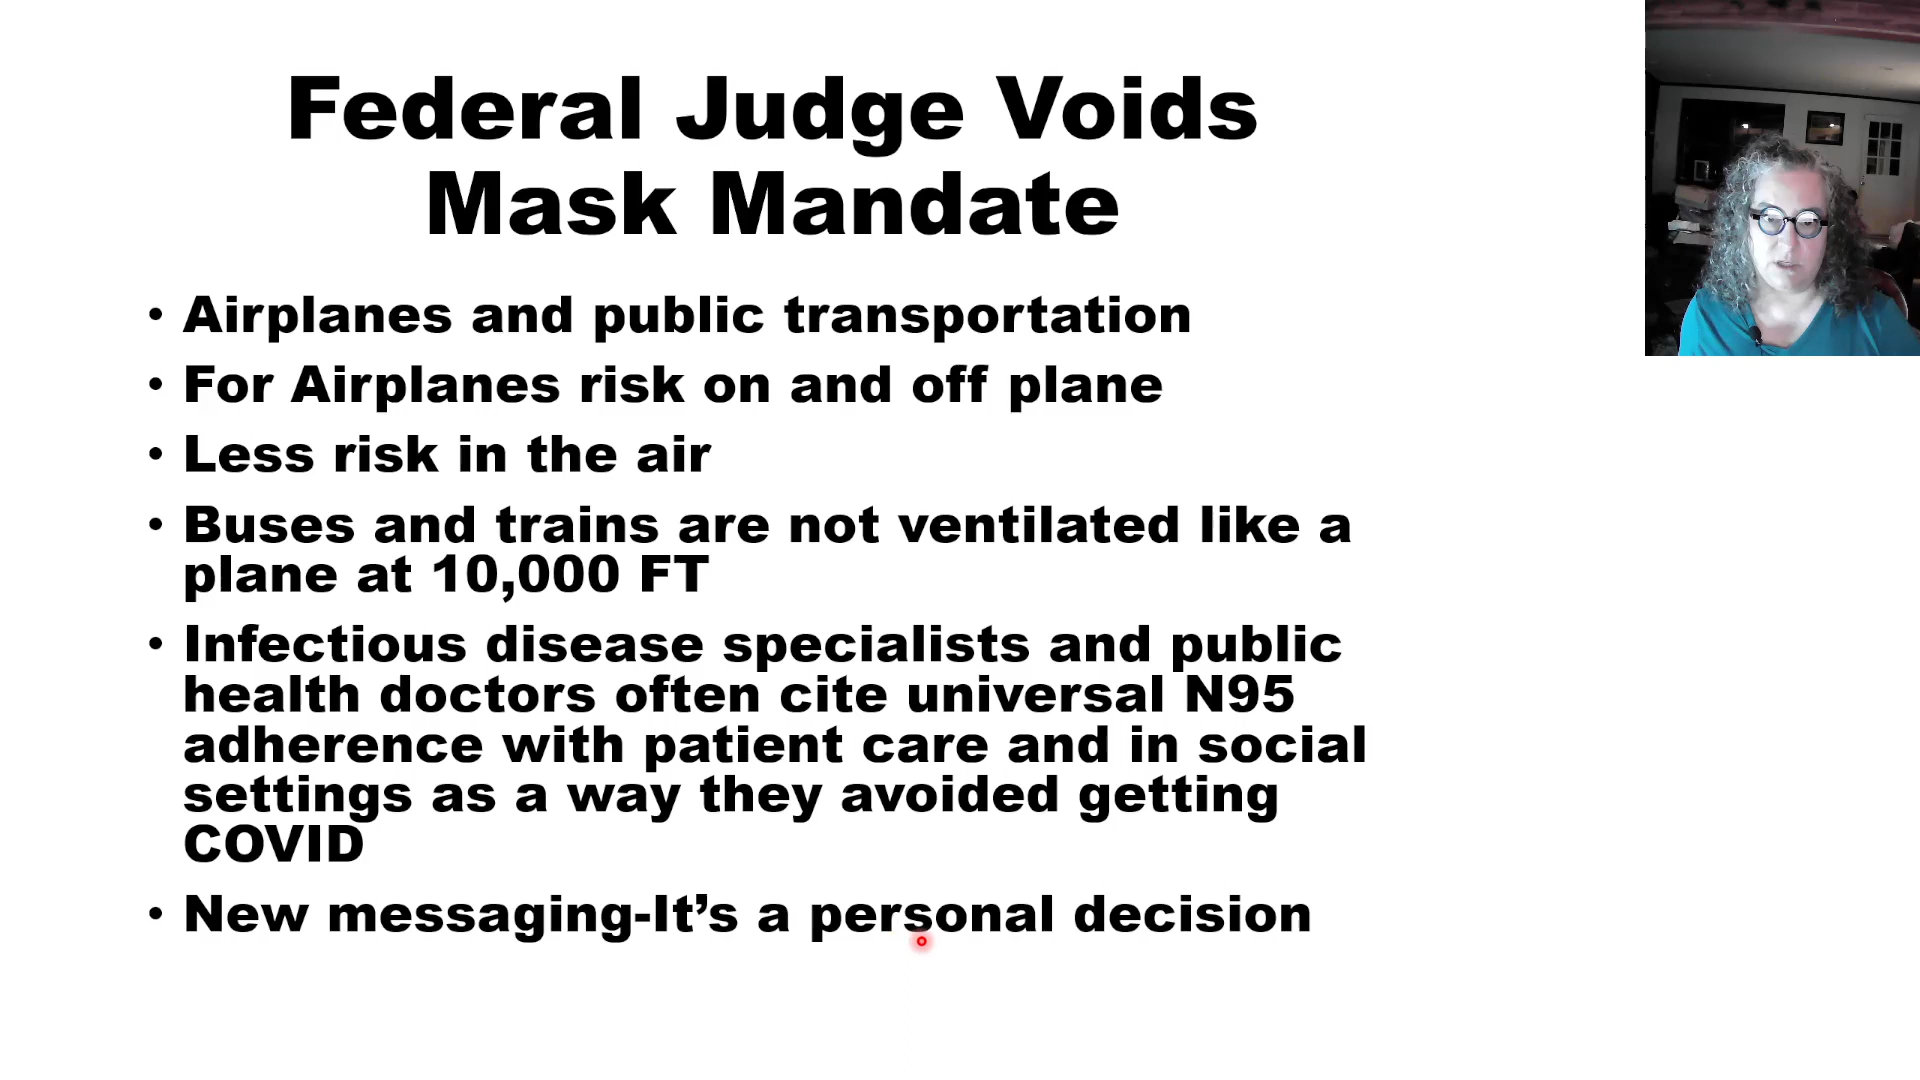 Federal Judge Voids
Mask Mandate
• Airplanes and public transportation
• For Airplanes risk on and off plane
• Less risk in the air
• Buses and trains are not ventilated like a
plane at 10,000 FT
• Infectious disease specialists and public
health doctors often cite universal N95
adherence with patient care and in social
settings as a way they avoided getting
COVID
• New messaging-It’s a personal decision